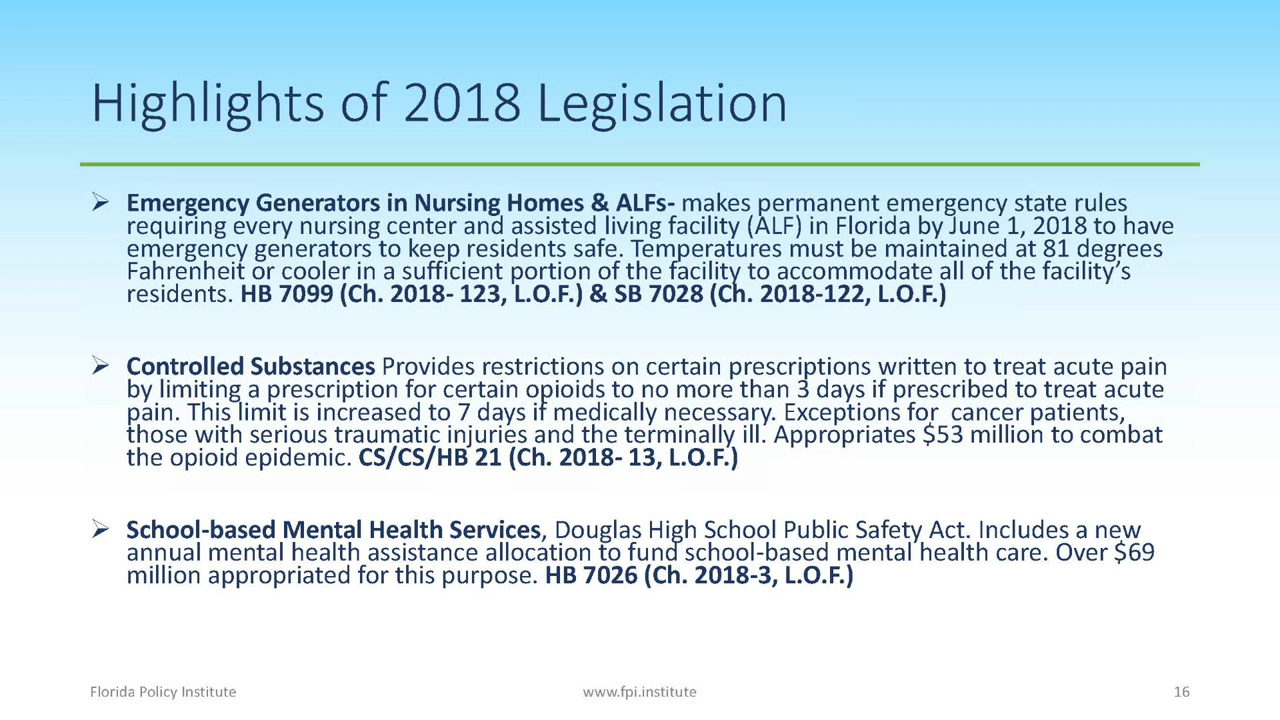 Highlights of 2018 Legislation
➢ Emergency Generators in Nursing Homes & ALFs- makes permanent emergency state rules
requiring every nursing center and assisted living facility (ALF) in Florida by June 1, 2018 to have
emergency generators to keep residents safe. Temperatures must be maintained at 81 degrees
Fahrenheit or cooler in a sufficient portion of the facility to accommodate all of the facility’s
residents. HB 7099 (Ch. 2018- 123, L.O.F.) & SB 7028 (Ch. 2018-122, L.O.F.)
➢ Controlled Substances Provides restrictions on certain prescriptions written to treat acute pain
by limiting a prescription for certain opioids to no more than 3 days if prescribed to treat acute
pain. This limit is increased to 7 days if medically necessary. Exceptions for  cancer patients,
those with serious traumatic injuries and the terminally ill. Appropriates $53 million to combat
the opioid epidemic. CS/CS/HB 21 (Ch. 2018- 13, L.O.F.)
➢ School-based Mental Health Services, Douglas High School Public Safety Act. Includes a new
annual mental health assistance allocation to fund school-based mental health care. Over $69
million appropriated for this purpose. HB 7026 (Ch. 2018-3, L.O.F.)
Florida Policy Institute
www.fpi.institute
16